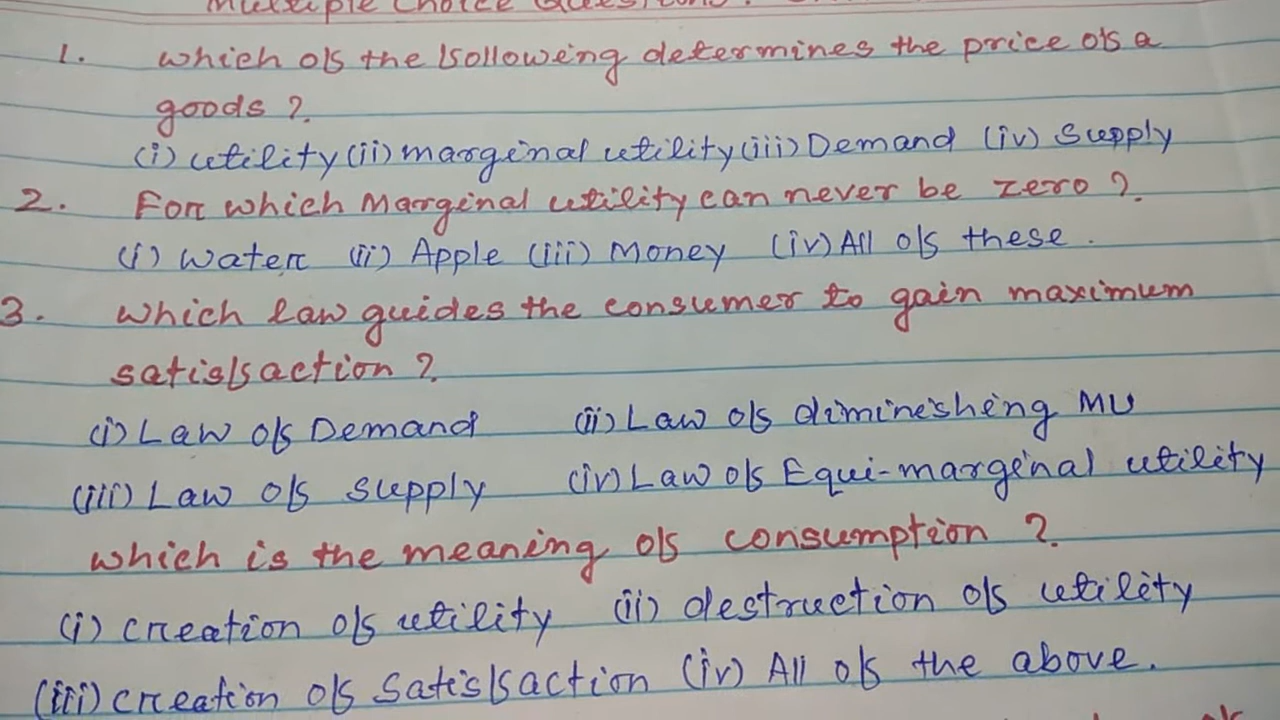 Multiple Choice Questions.
1. which of the following determines the price of a
goods ?
(i) utility (ii) marginal utility (iii) Demand (iv) Supply
2. For which Marginal utility can never be zero ?
(i) water (ii) Apple (iii) Money (iv) All of these.
3. which law guides the consumer to gain maximum
satisfaction ?
(i) Law of Demand (ii) Law of diminishing MU
(iii) Law of supply (iv) Law of Equi-marginal utility
which is the meaning of consumption ?
(i) creation of utility (ii) destruction of utility
(iii) creation of satisfaction (iv) All of the above.